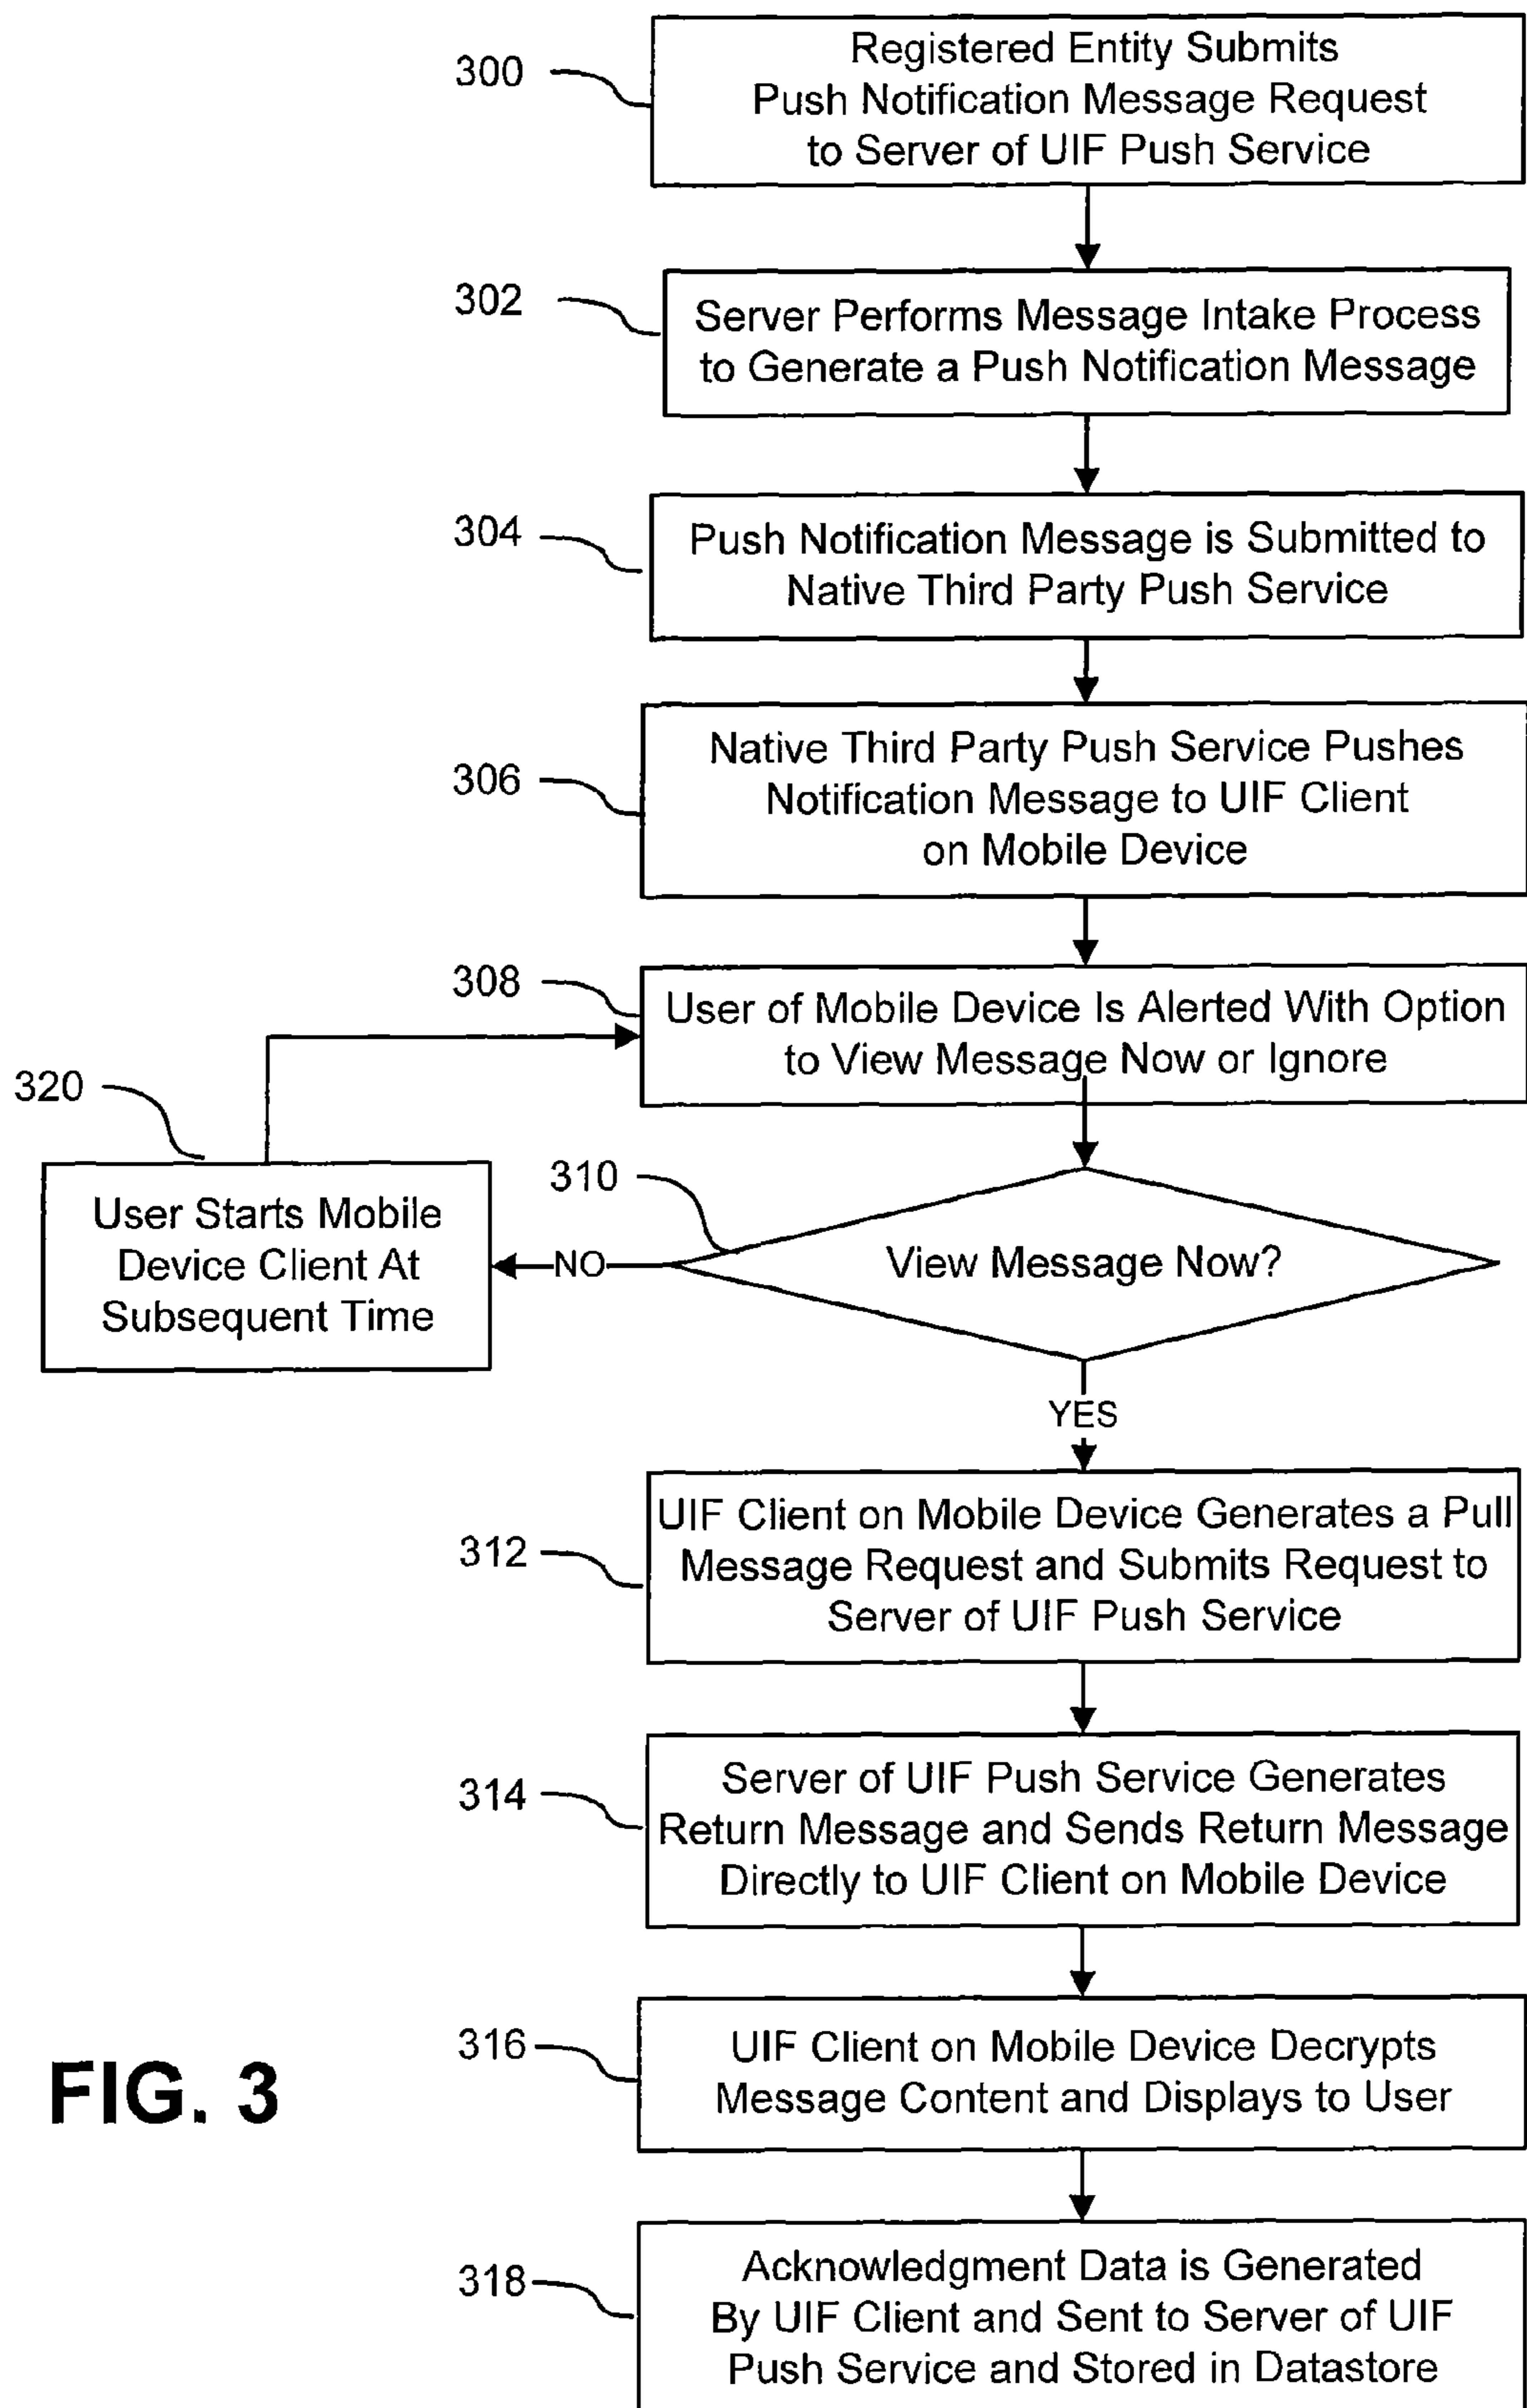 300
Registered Entity Submits
Push Notification Message Request
to Server of UIF Push Service
302
Server Performs Message Intake Process
to Generate a Push Notification Message
304
Push Notification Message is Submitted to
Native Third Party Push Service
306
Native Third Party Push Service Pushes
Notification Message to UIF Client
on Mobile Device
308
User of Mobile Device Is Alerted With Option
to View Message Now or Ignore
320
User Starts Mobile
Device Client At
Subsequent Time
310
NO
View Message Now?
YES
312
UIF Client on Mobile Device Generates a Pull
Message Request and Submits Request to
Server of UIF Push Service
314
Server of UIF Push Service Generates
Return Message and Sends Return Message
Directly to UIF Client on Mobile Device
316
UIF Client on Mobile Device Decrypts
Message Content and Displays to User
FIG. 3
318
Acknowledgment Data is Generated
By UIF Client and Sent to Server of UIF
Push Service and Stored in Datastore